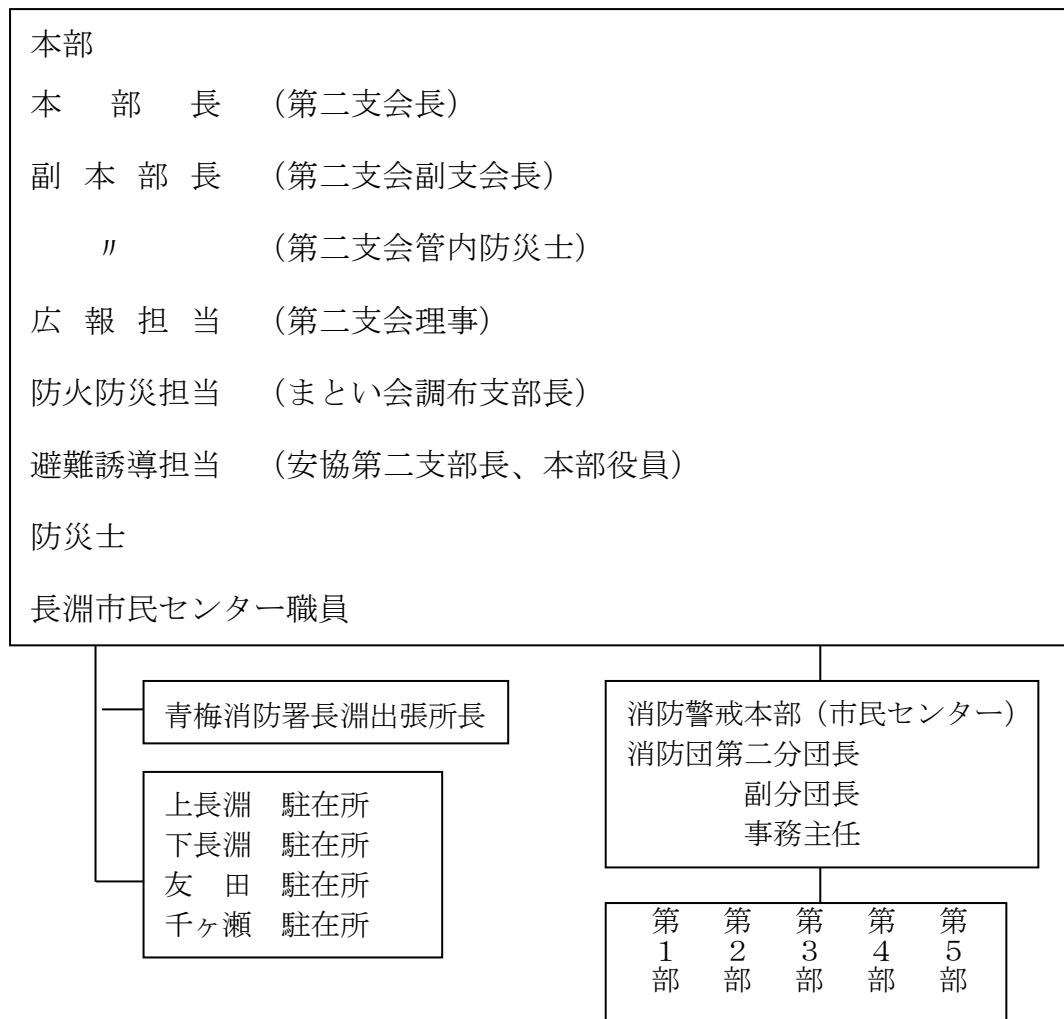 本部
本　部　長　（第二支会長）
副本部長　（第二支会副支会長）
〃　（第二支会管内防災士）
広報担当　（第二支会理事）
防火防災担当　（まとい会調布支部長）
避難誘導担当　（安協第二支部長、本部役員）
防災士
長淵市民センター職員
青梅消防署長淵出張所長
上長淵　駐在所
下長淵　駐在所
友　田　駐在所
千ヶ瀬　駐在所
消防警戒本部（市民センター）
消防団第二分団長
副分団長
事務主任
第１部
第２部
第３部
第４部
第５部